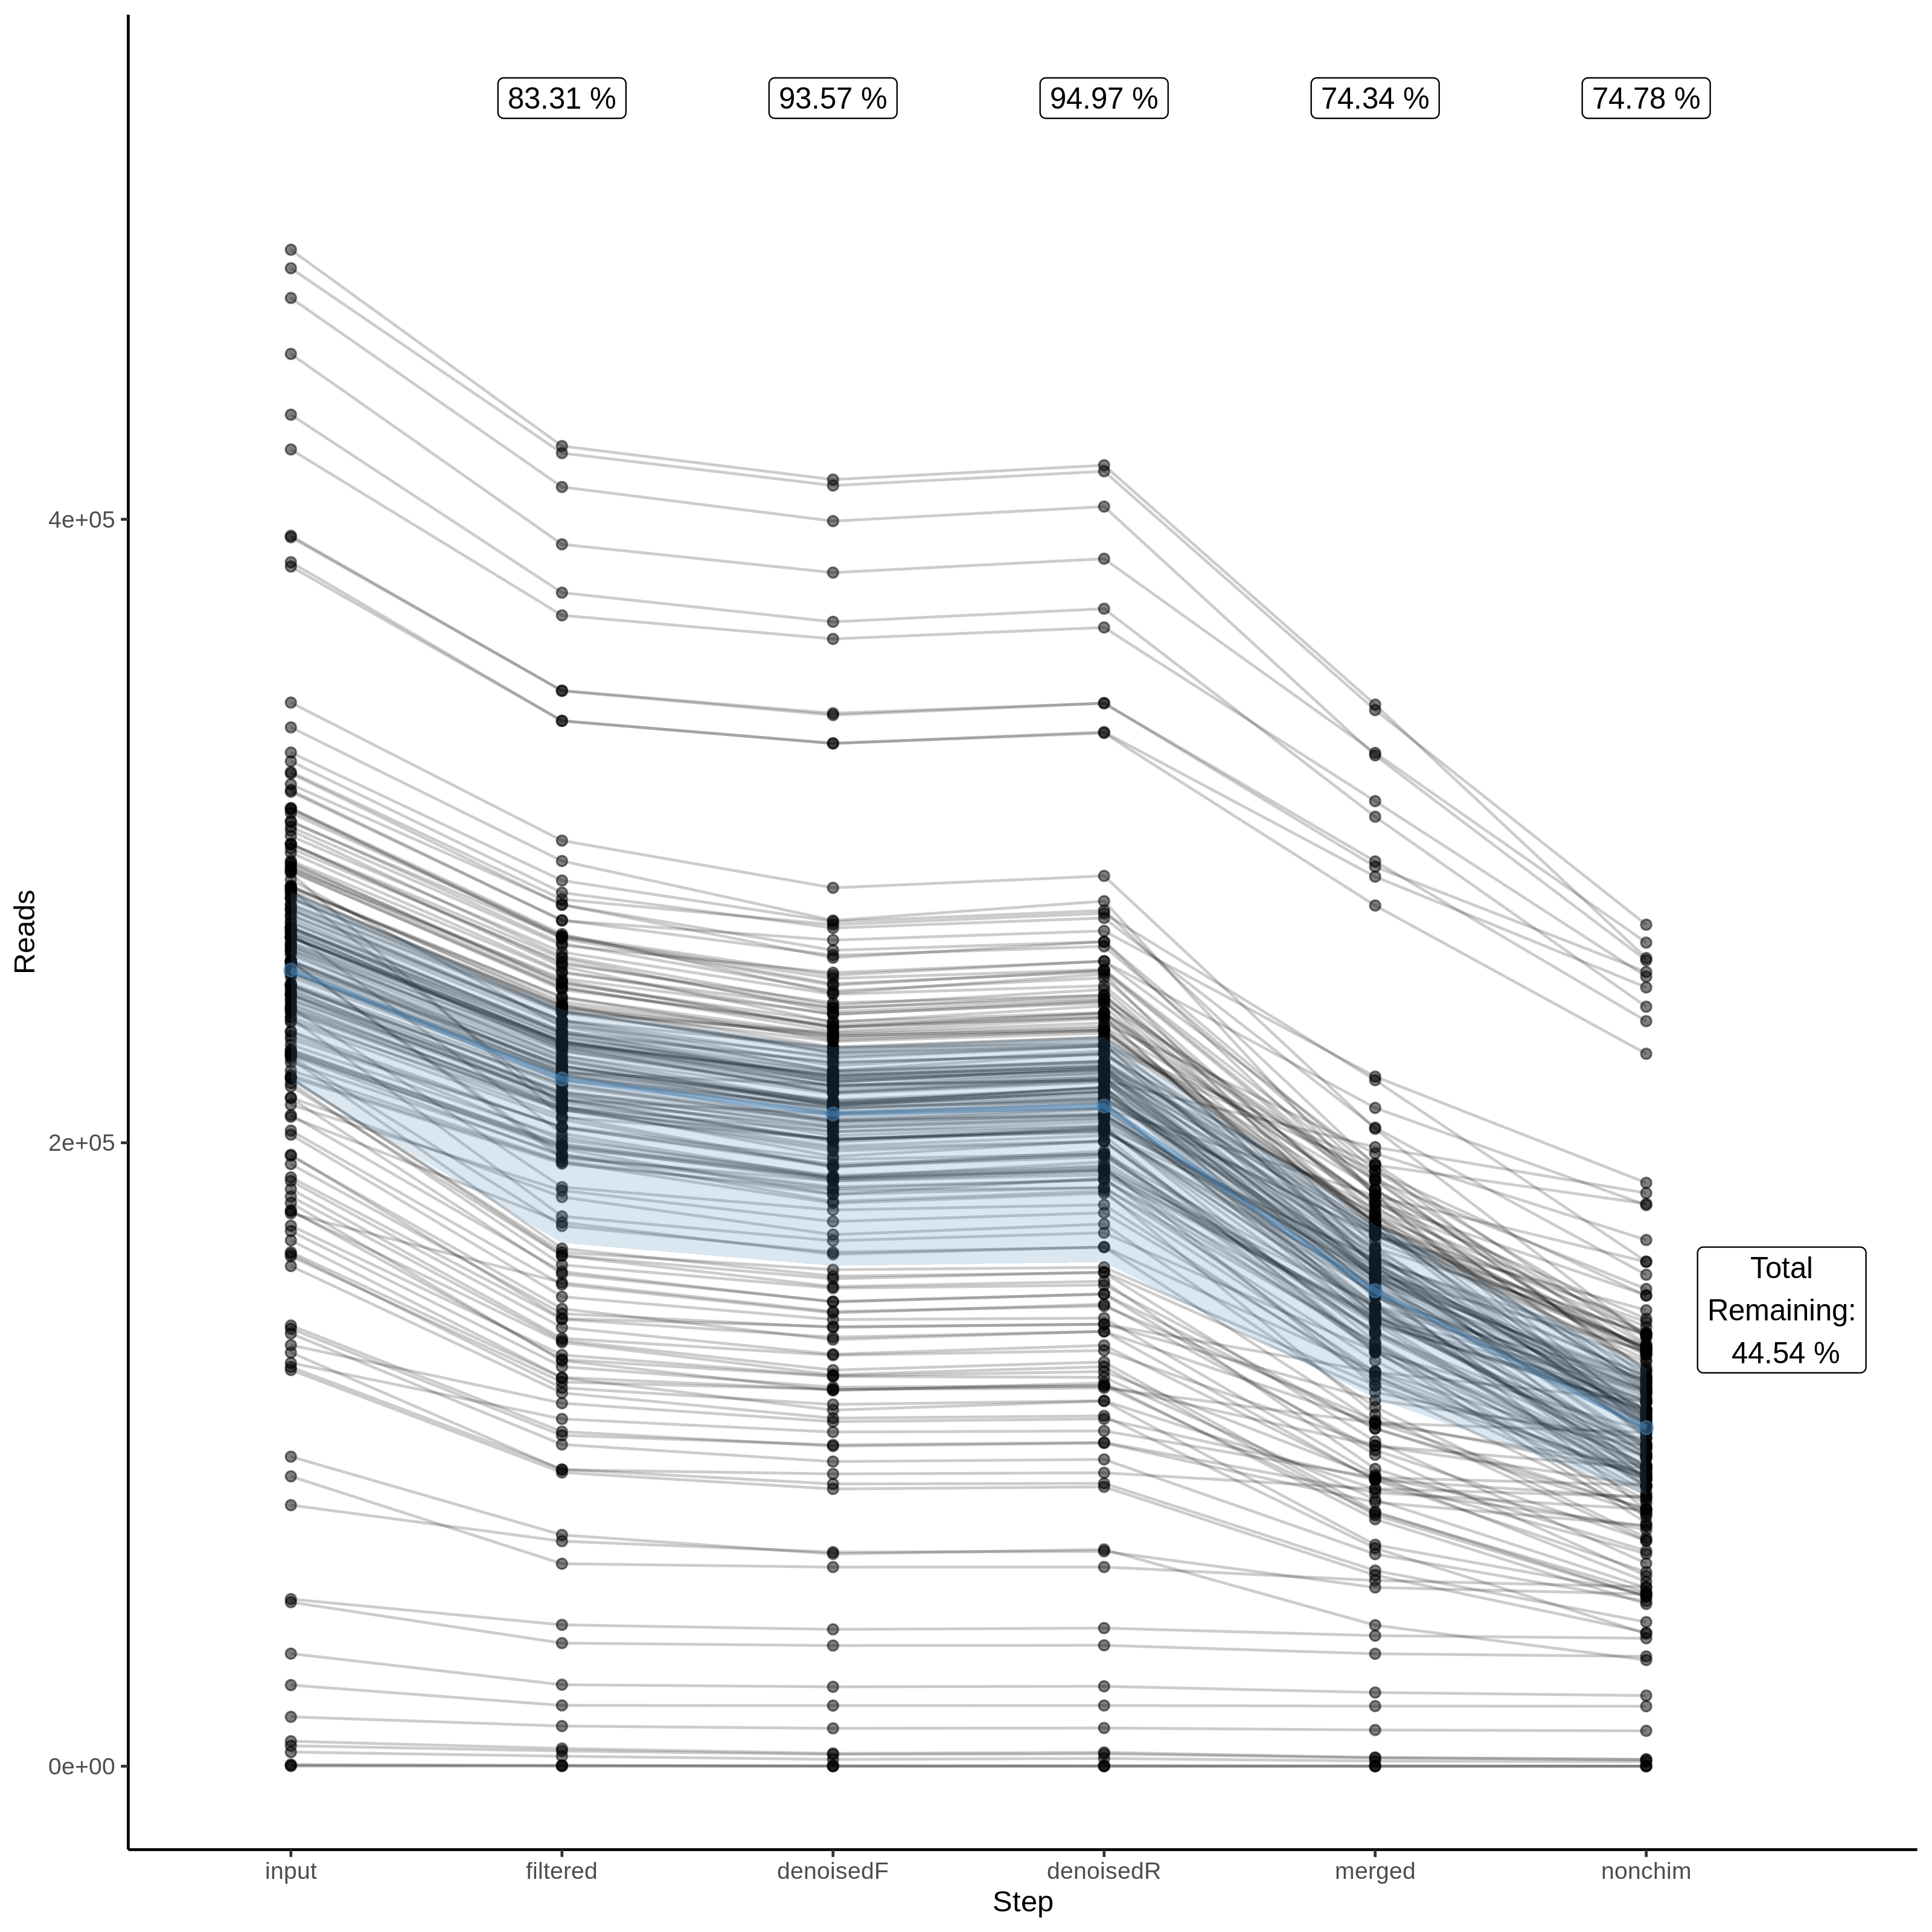 83.31 %
93.57 %
94.97 %
74.34 %
74.78 %
Reads
4e+05
2e+05
0e+00
Total
Remaining:
44.54 %
input
filtered
denoisedF
denoisedR
merged
nonchim
Step